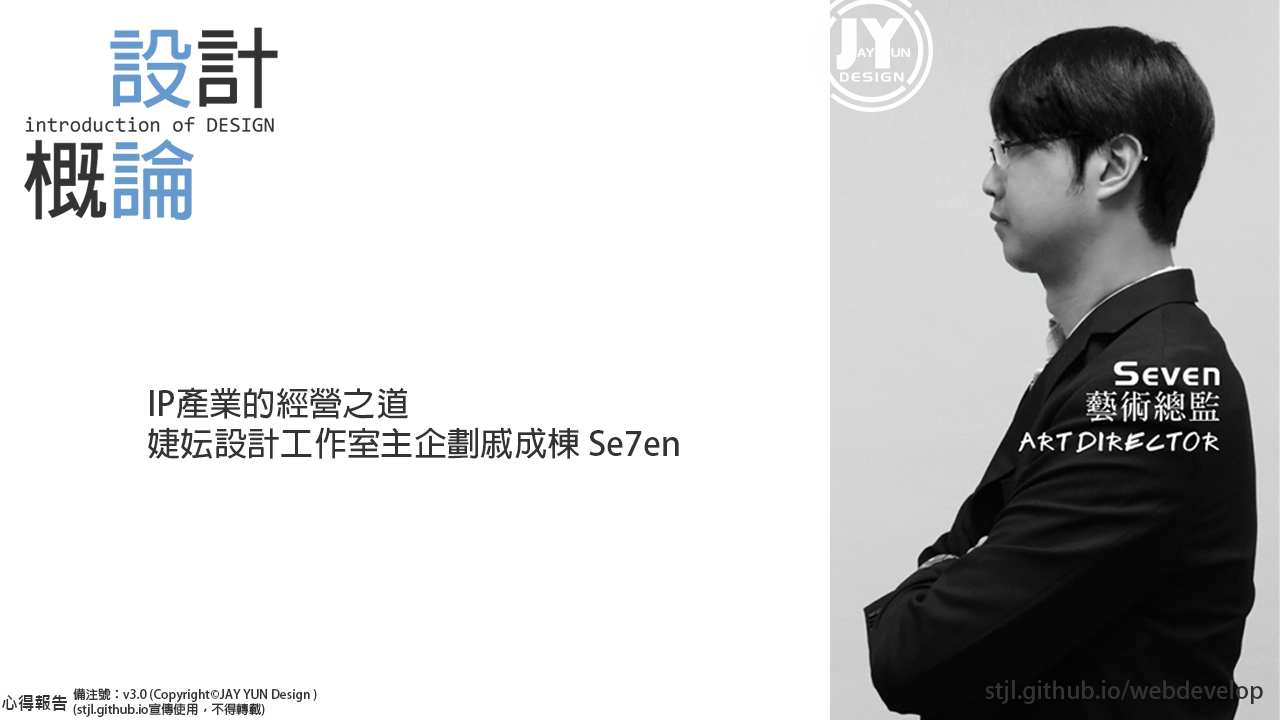 設計
introduction of DESIGN
概論
JAY YUN
DESIGN
IP產業的經營之道
婕妘設計工作室主企劃戚成棟 Se7en
Seven
藝術總監
ART DIRECTOR
心得報告
備注號：v3.0 (Copyright©JAY YUN Design )
(stjl.github.io宣傳使用，不得轉載)
stjl.github.io/webdevelop